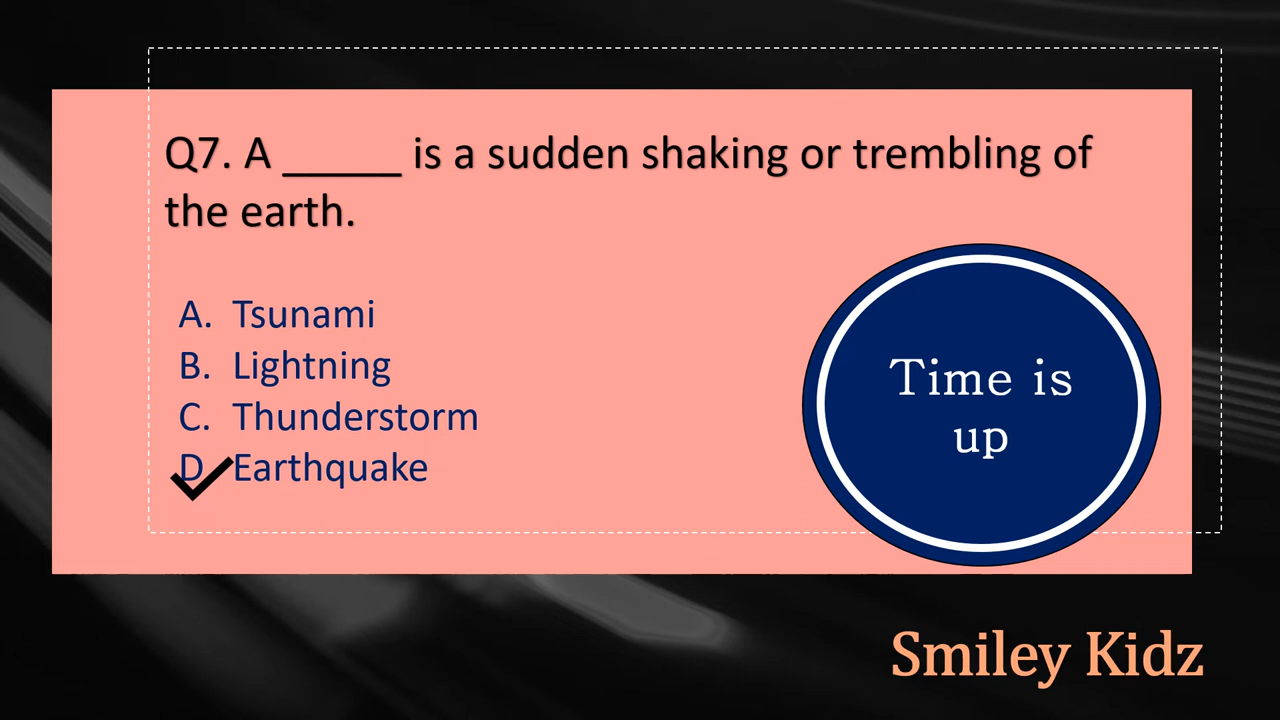 Q7. A _____ is a sudden shaking or trembling of
the earth.
A. Tsunami
B. Lightning
C. Thunderstorm
D. Earthquake
Time is
up
Smiley Kidz